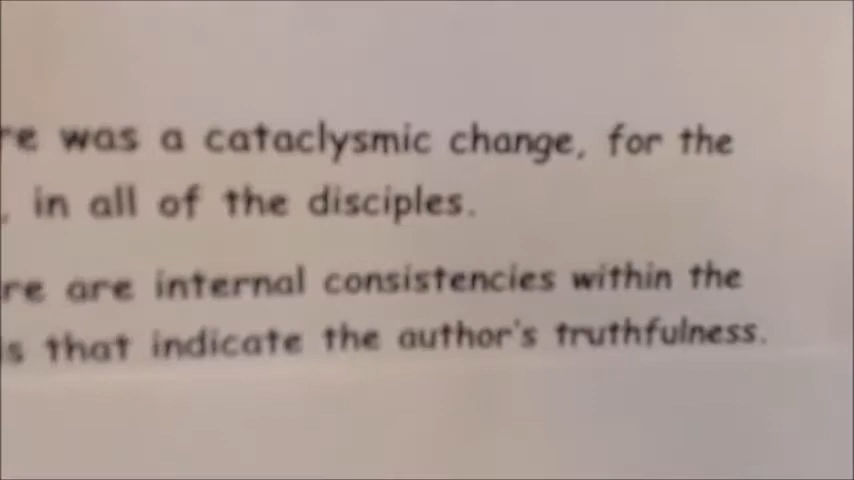 re was a cataclysmic change, for the
, in all of the disciples.
re are internal consistencies within the
s that indicate the author's truthfulness.